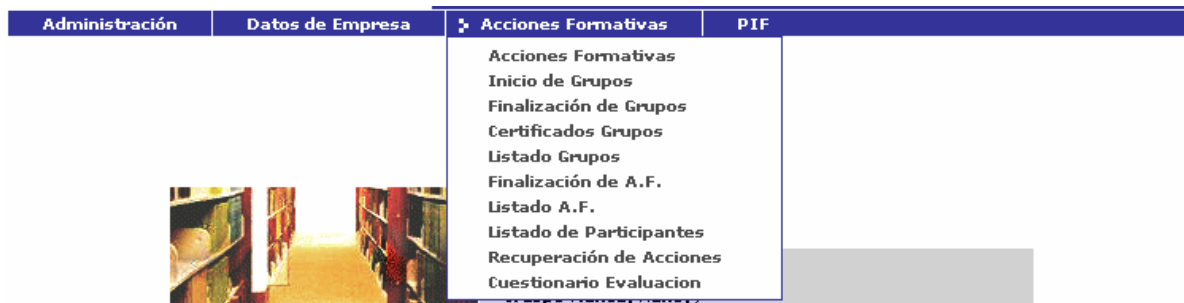 Administración Datos de Empresa Acciones Formativas PIF
Acciones Formativas
Inicio de Grupos
Finalización de Grupos
Certificados Grupos
Listado Grupos
Finalización de A.F.
Listado A.F.
Listado de Participantes
Recuperación de Acciones
Cuestionario Evaluacion